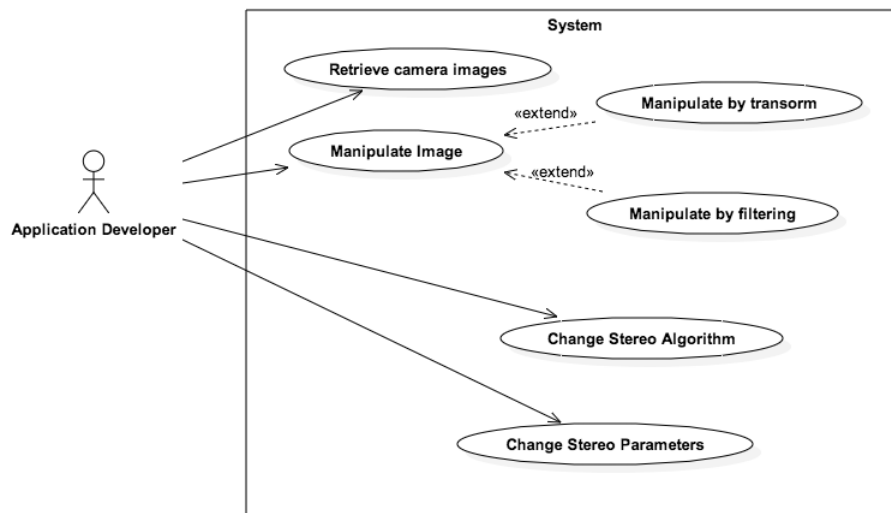 System
Retrieve camera images
Manipulate by transorm
«extend»
Manipulate Image
«extend»
Manipulate by filtering
Application Developer
Change Stereo Algorithm
Change Stereo Parameters